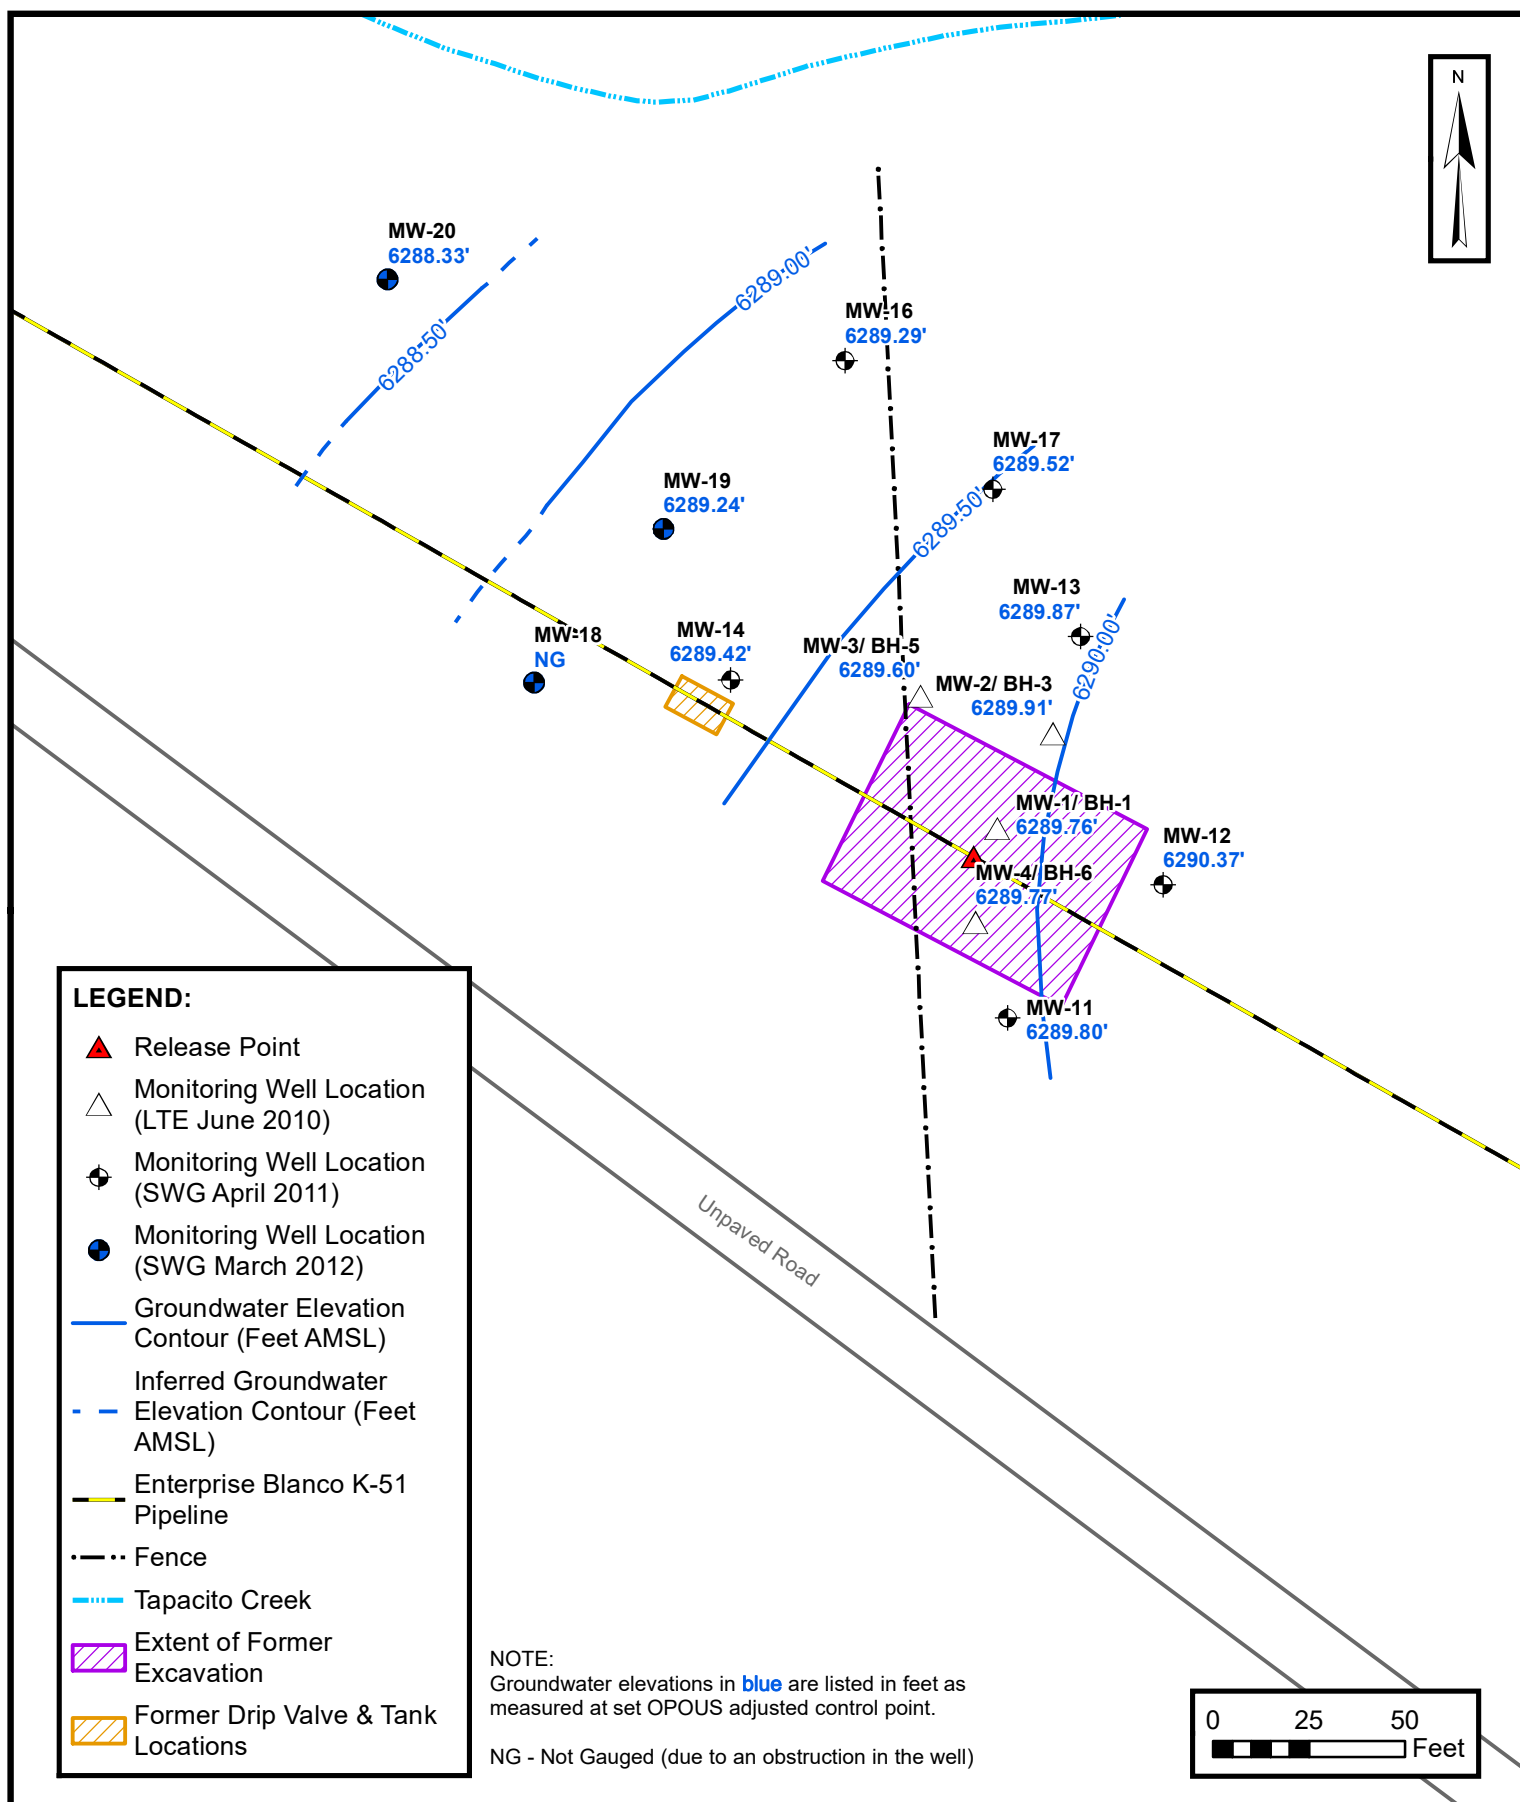 N
MW-20
6288.33'
6289.00'
MW-16
6289.29'
6288.50'
MW-17
6289.52'
MW-19
6289.24'
6289.50'
MW-13
6289.87'
MW-18
NG
MW-14
6289.42'
MW-3/ BH-5
6289.60'
6290.00'
MW-2/ BH-3
6289.91'
MW-1/ BH-1
6289.76'
MW-12
6290.37'
MW-4/ BH-6
6289.77'
MW-11
6289.80'
Unpaved Road
LEGEND:
Release Point
Monitoring Well Location
(LTE June 2010)
Monitoring Well Location
(SWG April 2011)
Monitoring Well Location
(SWG March 2012)
Groundwater Elevation
Contour (Feet AMSL)
Inferred Groundwater
Elevation Contour (Feet
AMSL)
Enterprise Blanco K-51
Pipeline
Fence
Tapacito Creek
Extent of Former
Excavation
Former Drip Valve & Tank
Locations
NOTE:
Groundwater elevations in blue are listed in feet as
measured at set OPOUS adjusted control point.
NG - Not Gauged (due to an obstruction in the well)
0 25 50
Feet